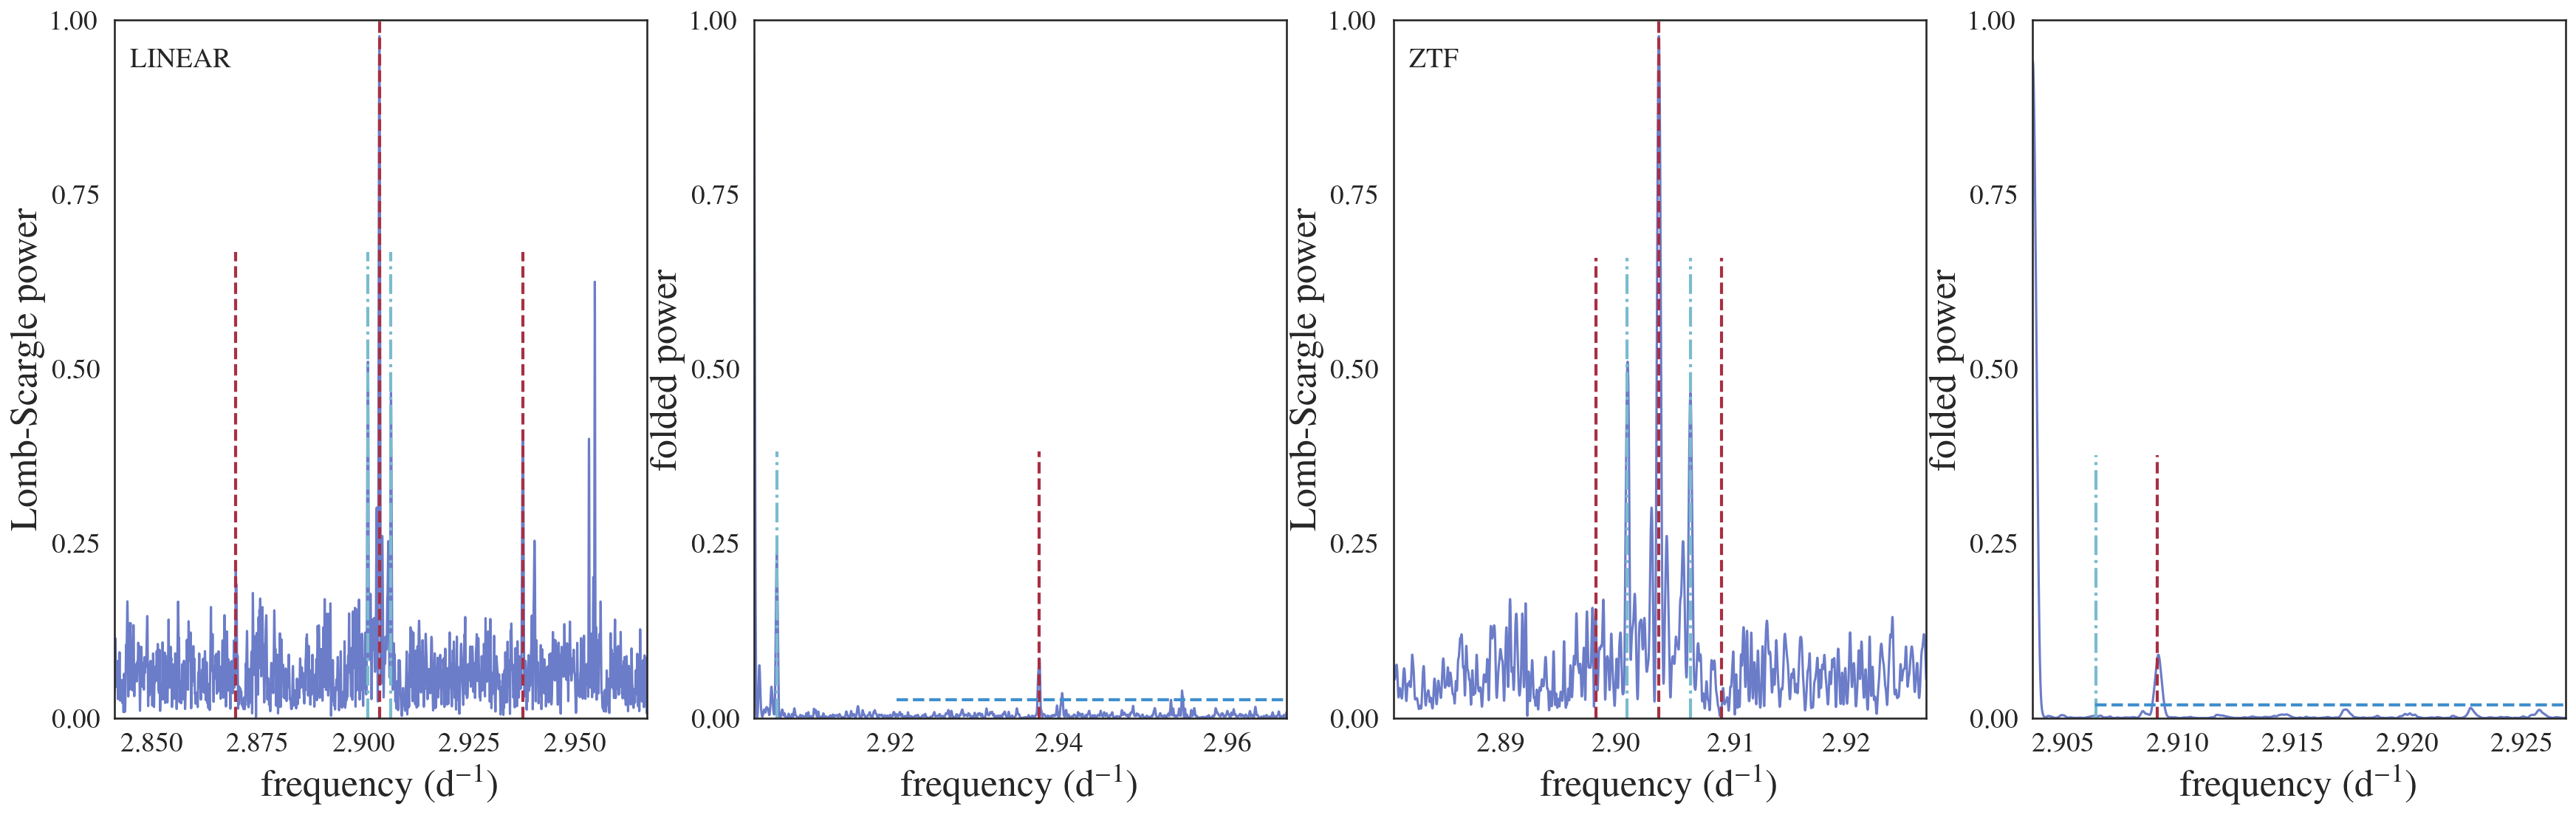 LINEAR
Lomb-Scargle power
1.00
0.75
0.50
0.25
0.00
2.850 2.875 2.900 2.925 2.950
frequency (d⁻¹)
folded power
1.00
0.75
0.50
0.25
0.00
2.92 2.94 2.96
frequency (d⁻¹)
ZTF
Lomb-Scargle power
1.00
0.75
0.50
0.25
0.00
2.89 2.90 2.91 2.92
frequency (d⁻¹)
folded power
1.00
0.75
0.50
0.25
0.00
2.905 2.910 2.915 2.920 2.925
frequency (d⁻¹)